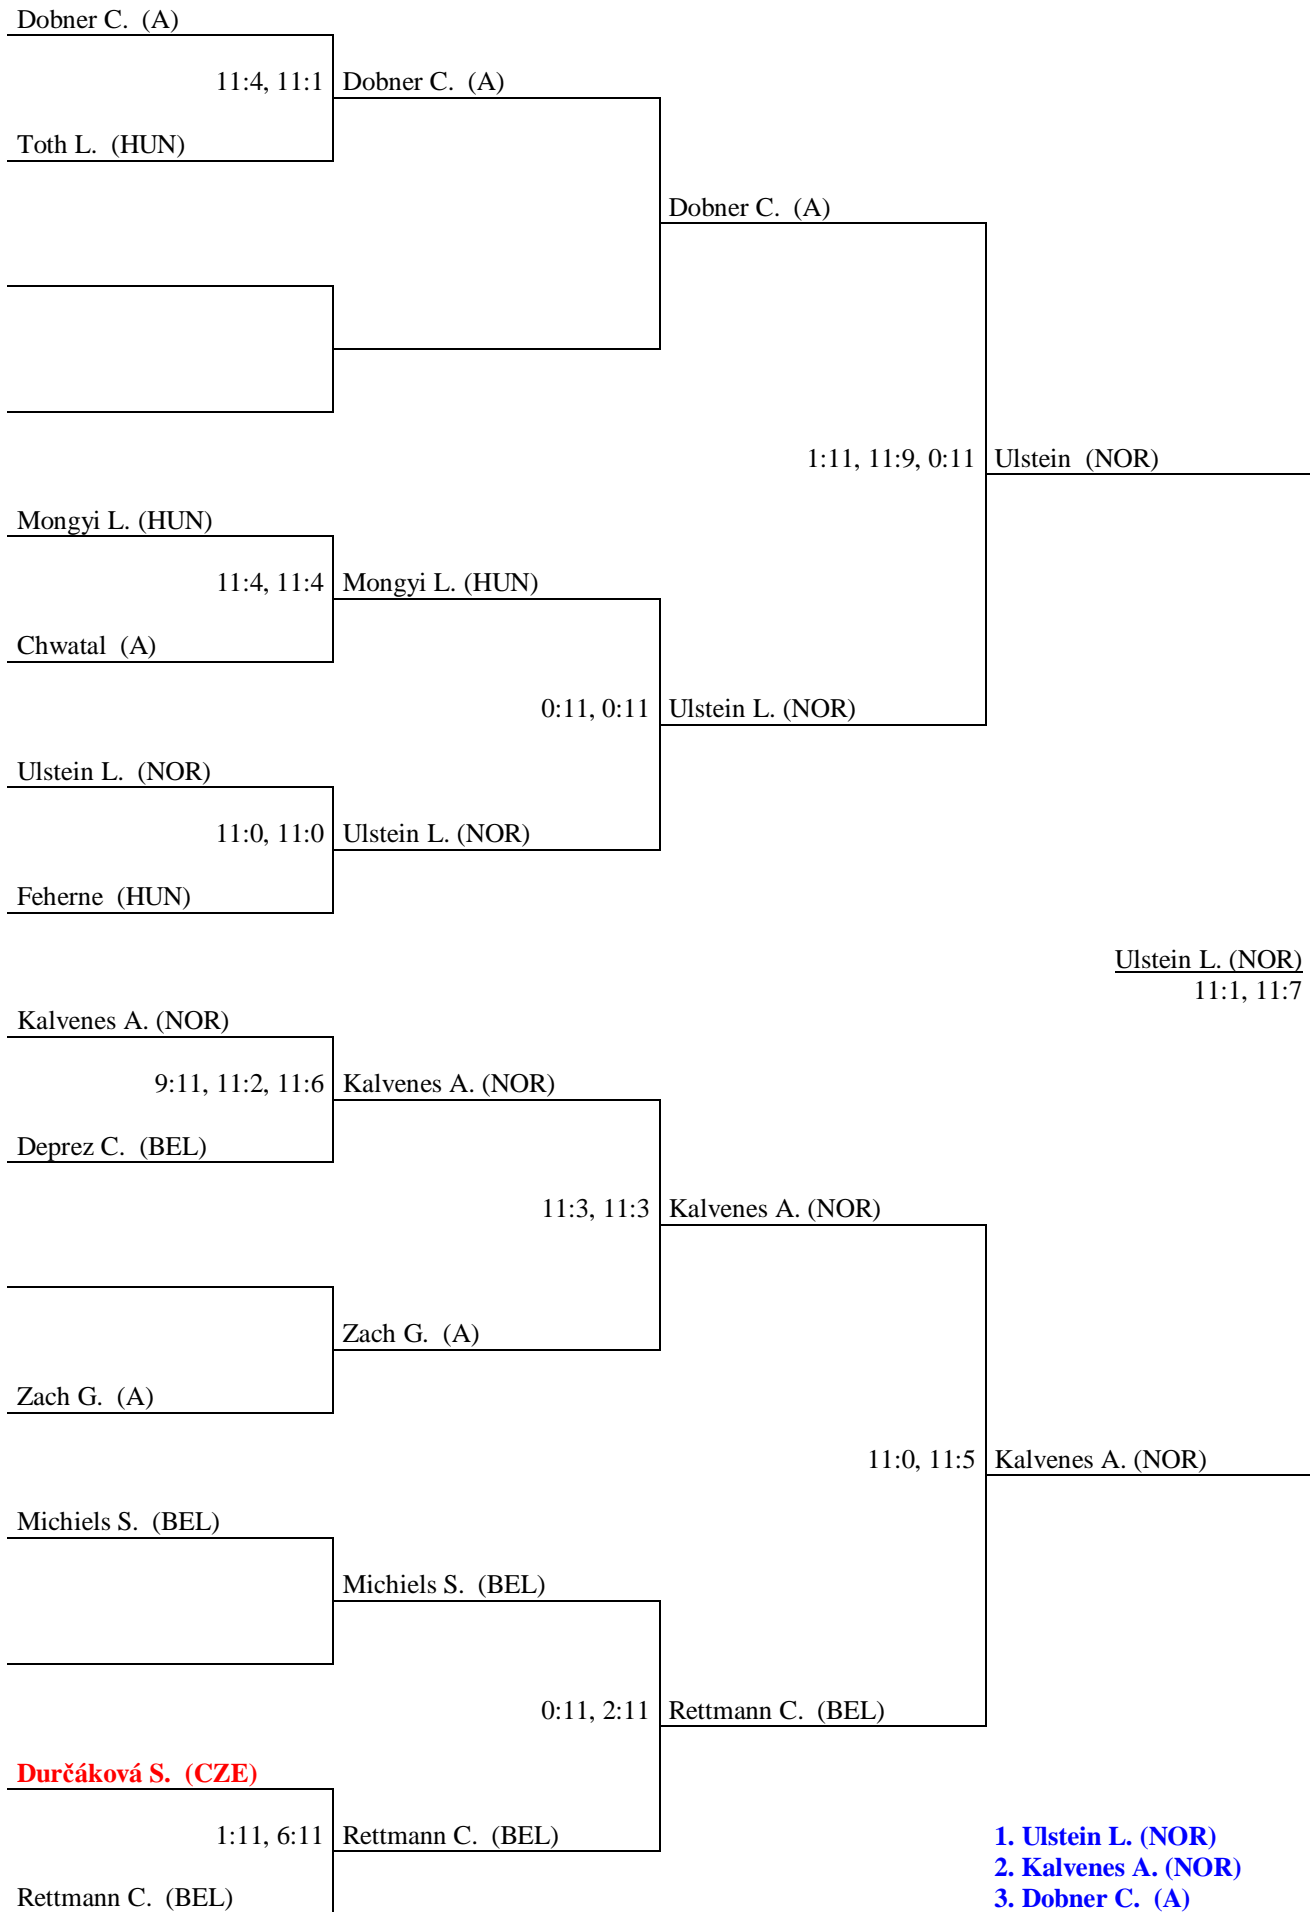 Dobner C.  (A)
11:4, 11:1
Dobner C.  (A)
Toth L.  (HUN)
Dobner C.  (A)
1:11, 11:9, 0:11
Ulstein  (NOR)
Mongyi L. (HUN)
11:4, 11:4
Mongyi L. (HUN)
Chwatal  (A)
0:11, 0:11
Ulstein L. (NOR)
Ulstein L.  (NOR)
11:0, 11:0
Ulstein L. (NOR)
Feherne  (HUN)
Ulstein L. (NOR)
11:1, 11:7
Kalvenes A. (NOR)
9:11, 11:2, 11:6
Kalvenes A. (NOR)
Deprez C.  (BEL)
11:3, 11:3
Kalvenes A. (NOR)
Zach G.  (A)
Zach G.  (A)
11:0, 11:5
Kalvenes A. (NOR)
Michiels S.  (BEL)
Michiels S.  (BEL)
0:11, 2:11
Rettmann C.  (BEL)
Durčáková S.  (CZE)
1:11, 6:11
Rettmann C.  (BEL)
Rettmann C.  (BEL)
1. Ulstein L. (NOR)
2. Kalvenes A. (NOR)
3. Dobner C.  (A)